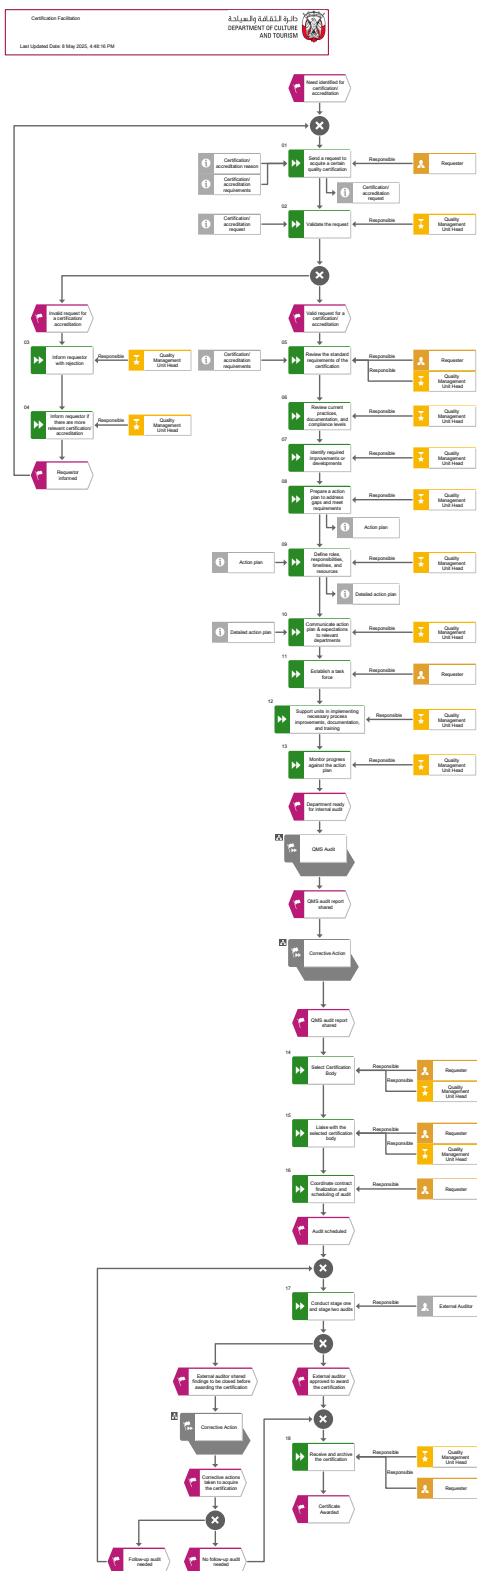 Certification Facilitation
دائرة الثقافة والسياحة
DEPARTMENT OF CULTURE
AND TOURISM
Last Updated Date: 8 May 2025, 4:48:16 PM
Need identified for
certification/
accreditation
01
Certification/
accreditation reason
Certification/
accreditation
requirements
Send a request to
acquire a certain
quality certification
Responsible
Requester
Certification/
accreditation
request
02
Certification/
accreditation
request
Validate the request
Responsible
Quality
Management
Unit Head
Invalid request for
a certification/
accreditation
Valid request for a
certification/
accreditation
03
Inform requestor
with rejection
Responsible
Quality
Management
Unit Head
05
Certification/
accreditation
requirements
Review the standard
requirements of the
certification
Responsible
Requester
Responsible
Quality
Management
Unit Head
04
Inform requestor if
there are more
relevant certification/
accreditation
Responsible
Quality
Management
Unit Head
06
Review current
practices,
documentation, and
compliance levels
Responsible
Quality
Management
Unit Head
Requestor
informed
07
Identify required
improvements or
developments
Responsible
Quality
Management
Unit Head
08
Prepare a action
plan to address
gaps and meet
requirements
Responsible
Quality
Management
Unit Head
Action plan
09
Action plan
Define roles,
responsibilities,
timelines, and
resources
Responsible
Quality
Management
Unit Head
Detailed action plan
10
Detailed action plan
Communicate action
plan & expectations
to relevant
departments
Responsible
Quality
Management
Unit Head
11
Establish a task
force
Responsible
Requester
12
Support units in implementing
necessary process
improvements, documentation,
and training
Responsible
Quality
Management
Unit Head
13
Monitor progress
against the action
plan
Responsible
Quality
Management
Unit Head
Department ready
for internal audit
QMS Audit
QMS audit report
shared
Corrective Action
QMS audit report
shared
14
Select Certification
Body
Responsible
Requester
Responsible
Quality
Management
Unit Head
15
Liaise with the
selected certification
body
Responsible
Requester
Responsible
Quality
Management
Unit Head
16
Coordinate contract
finalization and
scheduling of audit
Responsible
Requester
Audit scheduled
17
Conduct stage one
and stage two audits
Responsible
External Auditor
External auditor shared
findings to be closed before
awarding the certification
External auditor
approved to award
the certification
Corrective Action
18
Receive and archive
the certification
Responsible
Quality
Management
Unit Head
Responsible
Requester
Corrective actions
taken to acquire
the certification
Certificate
Awarded
Follow-up audit
needed
No follow-up audit
needed